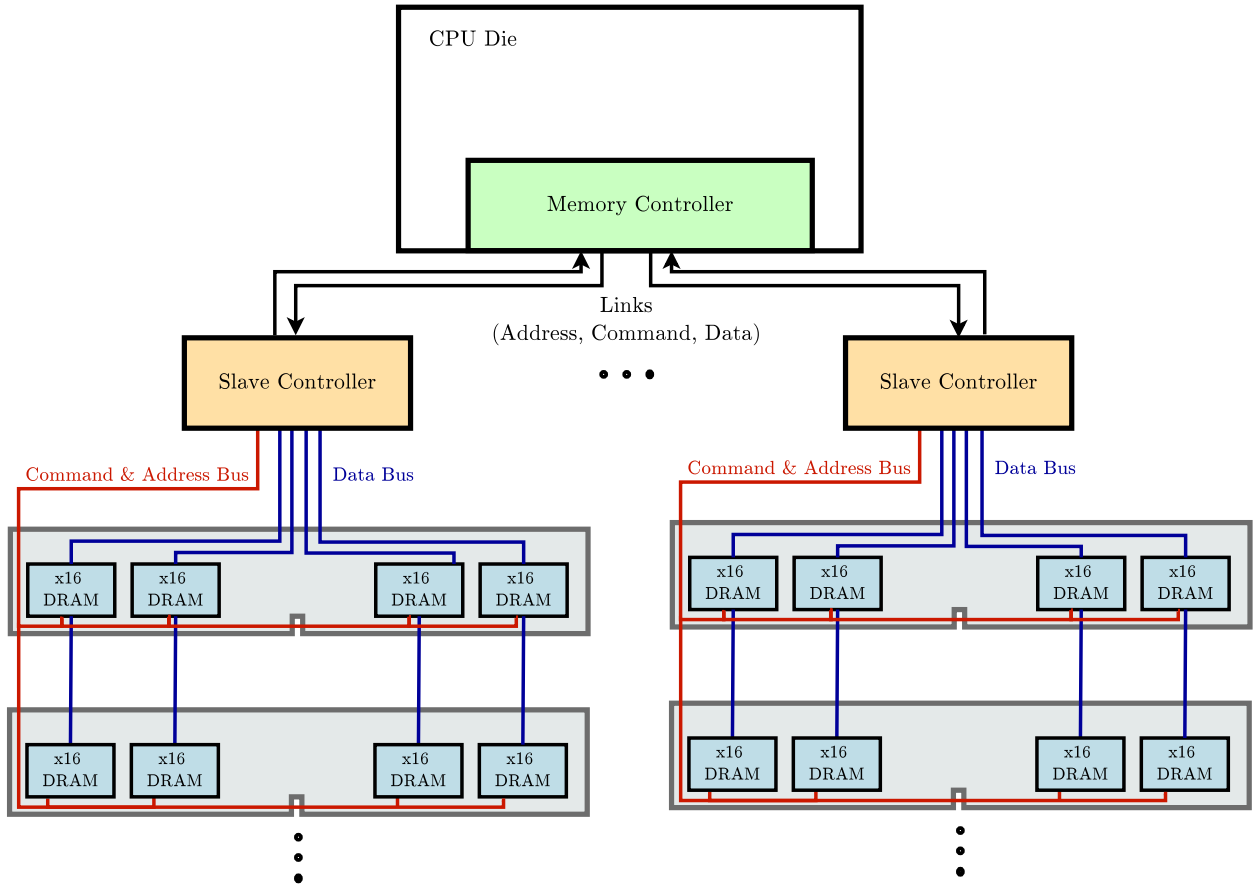 CPU Die
Memory Controller
Links
(Address, Command, Data)
Slave Controller
Slave Controller
Command & Address Bus
Data Bus
Command & Address Bus
Data Bus
x16
DRAM
x16
DRAM
x16
DRAM
x16
DRAM
x16
DRAM
x16
DRAM
x16
DRAM
x16
DRAM
x16
DRAM
x16
DRAM
x16
DRAM
x16
DRAM
x16
DRAM
x16
DRAM
x16
DRAM
x16
DRAM